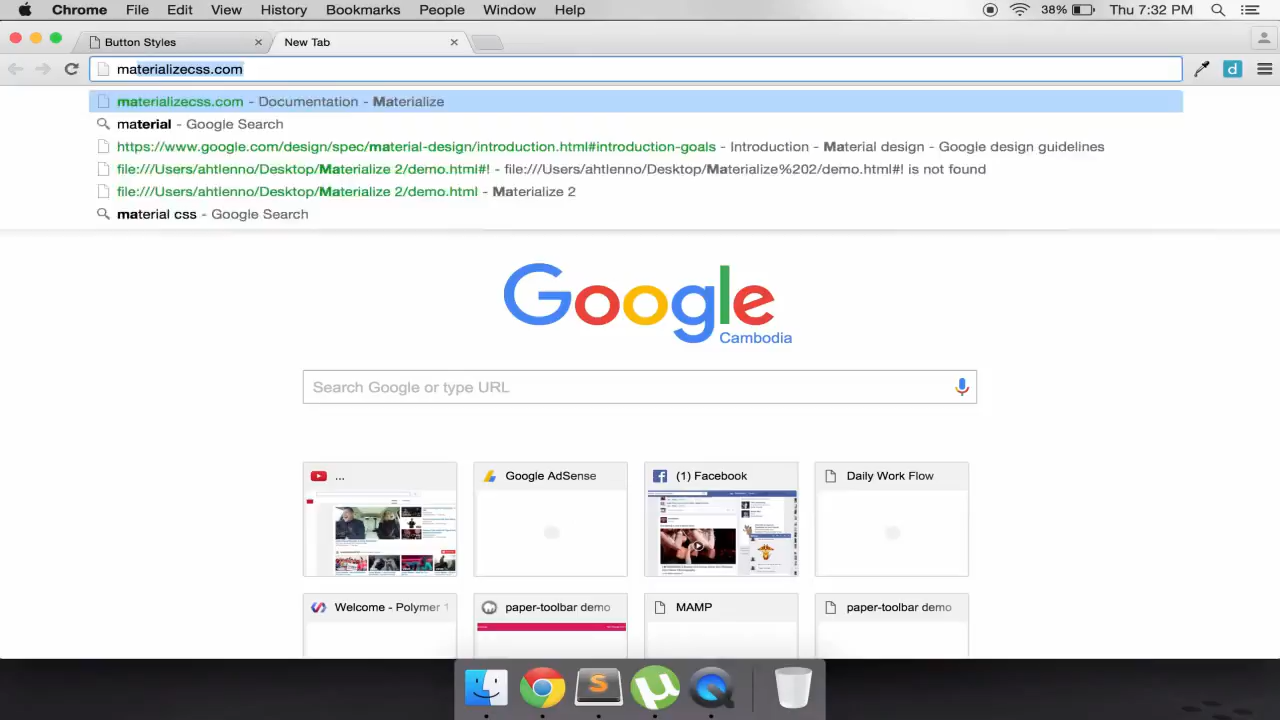 Chrome File Edit View History Bookmarks People Window Help 38% Thu 7:32 PM
Button Styles New Tab
materializecss.com
d
materializecss.com - Documentation - Materialize
material - Google Search
https://www.google.com/design/spec/material-design/introduction.html#introduction-goals - Introduction - Material design - Google design guidelines
file:///Users/ahtlenno/Desktop/Materialize 2/demo.html#! - file:///Users/ahtlenno/Desktop/Materialize%202/demo.html#! is not found
file:///Users/ahtlenno/Desktop/Materialize 2/demo.html - Materialize 2
material css - Google Search
Google
Cambodia
Search Google or type URL
... Google AdSense (1) Facebook Daily Work Flow
Welcome - Polymer paper-toolbar demo MAMP paper-toolbar demo
S µ